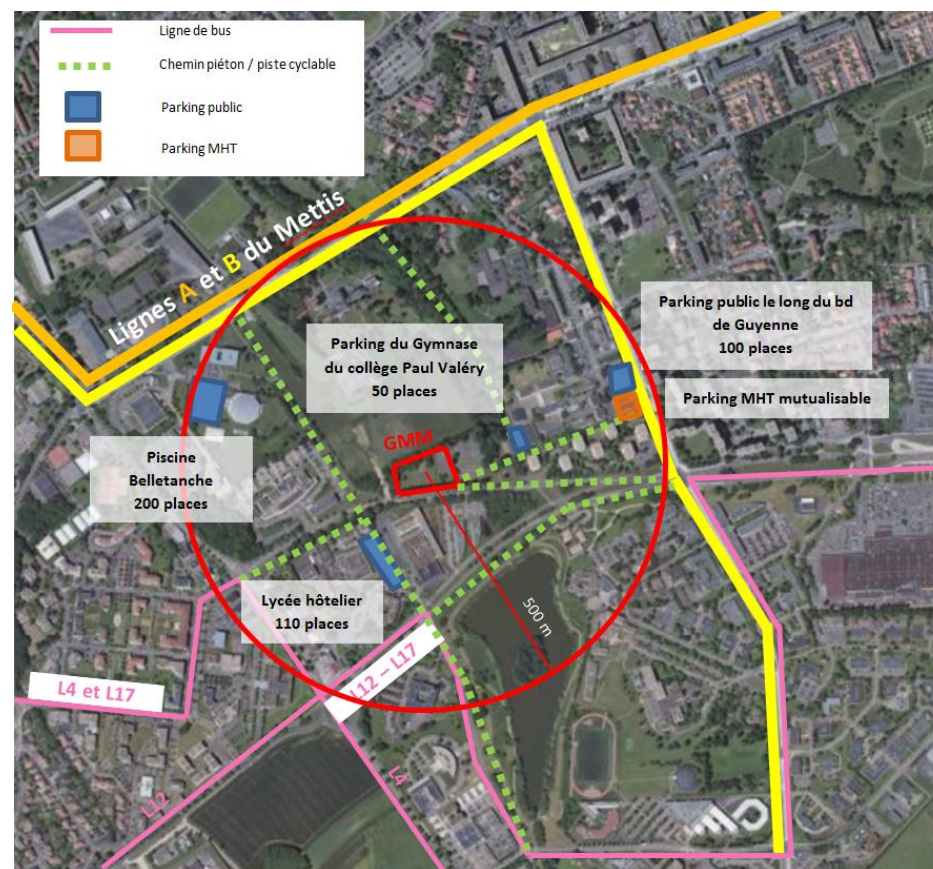 Ligne de bus
Chemin piéton / piste cyclable
Parking public
Parking MHT
Lignes A et B du Mettis
Parking public le long du bd
de Guyenne
100 places
Parking du Gymnase
du collège Paul Valéry
50 places
Parking MHT mutualisable
GMM
Piscine
Belletanche
200 places
Lycée hôtelier
110 places
500 m
L12 – L17
L4 et L17
L12
L4